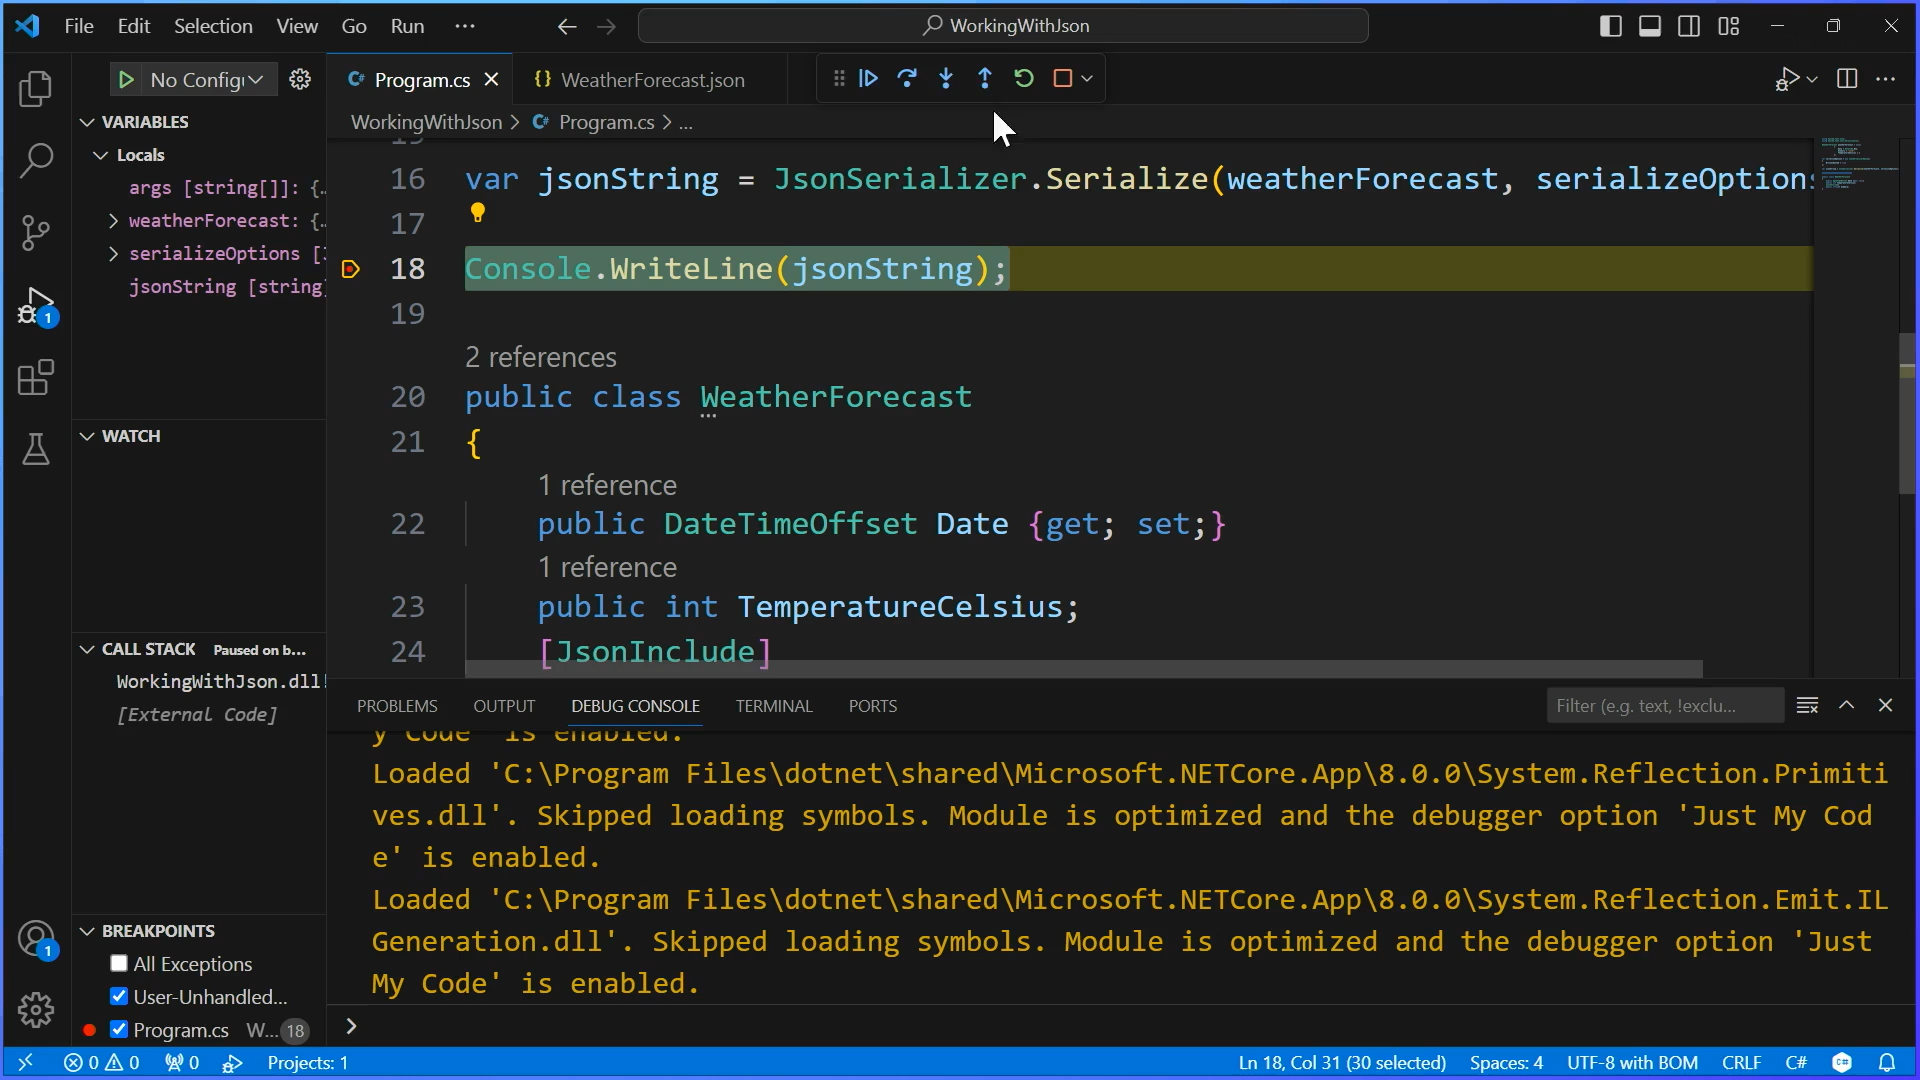 File Edit Selection View Go Run ···
WorkingWithJson
No Configu
Program.cs
WeatherForecast.json
WorkingWithJson > Program.cs > ...
VARIABLES
Locals
args [string[]]: {…
weatherForecast: {…
serializeOptions [J
jsonString [string]
WATCH
CALL STACK Paused on b...
WorkingWithJson.dll!
[External Code]
BREAKPOINTS
All Exceptions
User-Unhandled...
Program.cs W... 18
1
1
16 var jsonString = JsonSerializer.Serialize(weatherForecast, serializeOptions
17
18 Console.WriteLine(jsonString);
19
2 references
20 public class WeatherForecast
21 {
1 reference
22 public DateTimeOffset Date {get; set;}
1 reference
23 public int TemperatureCelsius;
24 [JsonInclude]
PROBLEMS OUTPUT DEBUG CONSOLE TERMINAL PORTS
Filter (e.g. text, !exclu...
y Code' is enabled.
Loaded 'C:\Program Files\dotnet\shared\Microsoft.NETCore.App\8.0.0\System.Reflection.Primiti
ves.dll'. Skipped loading symbols. Module is optimized and the debugger option 'Just My Cod
e' is enabled.
Loaded 'C:\Program Files\dotnet\shared\Microsoft.NETCore.App\8.0.0\System.Reflection.Emit.IL
Generation.dll'. Skipped loading symbols. Module is optimized and the debugger option 'Just
My Code' is enabled.
>
0 0 0 Projects: 1
Ln 18, Col 31 (30 selected) Spaces: 4 UTF-8 with BOM CRLF C#